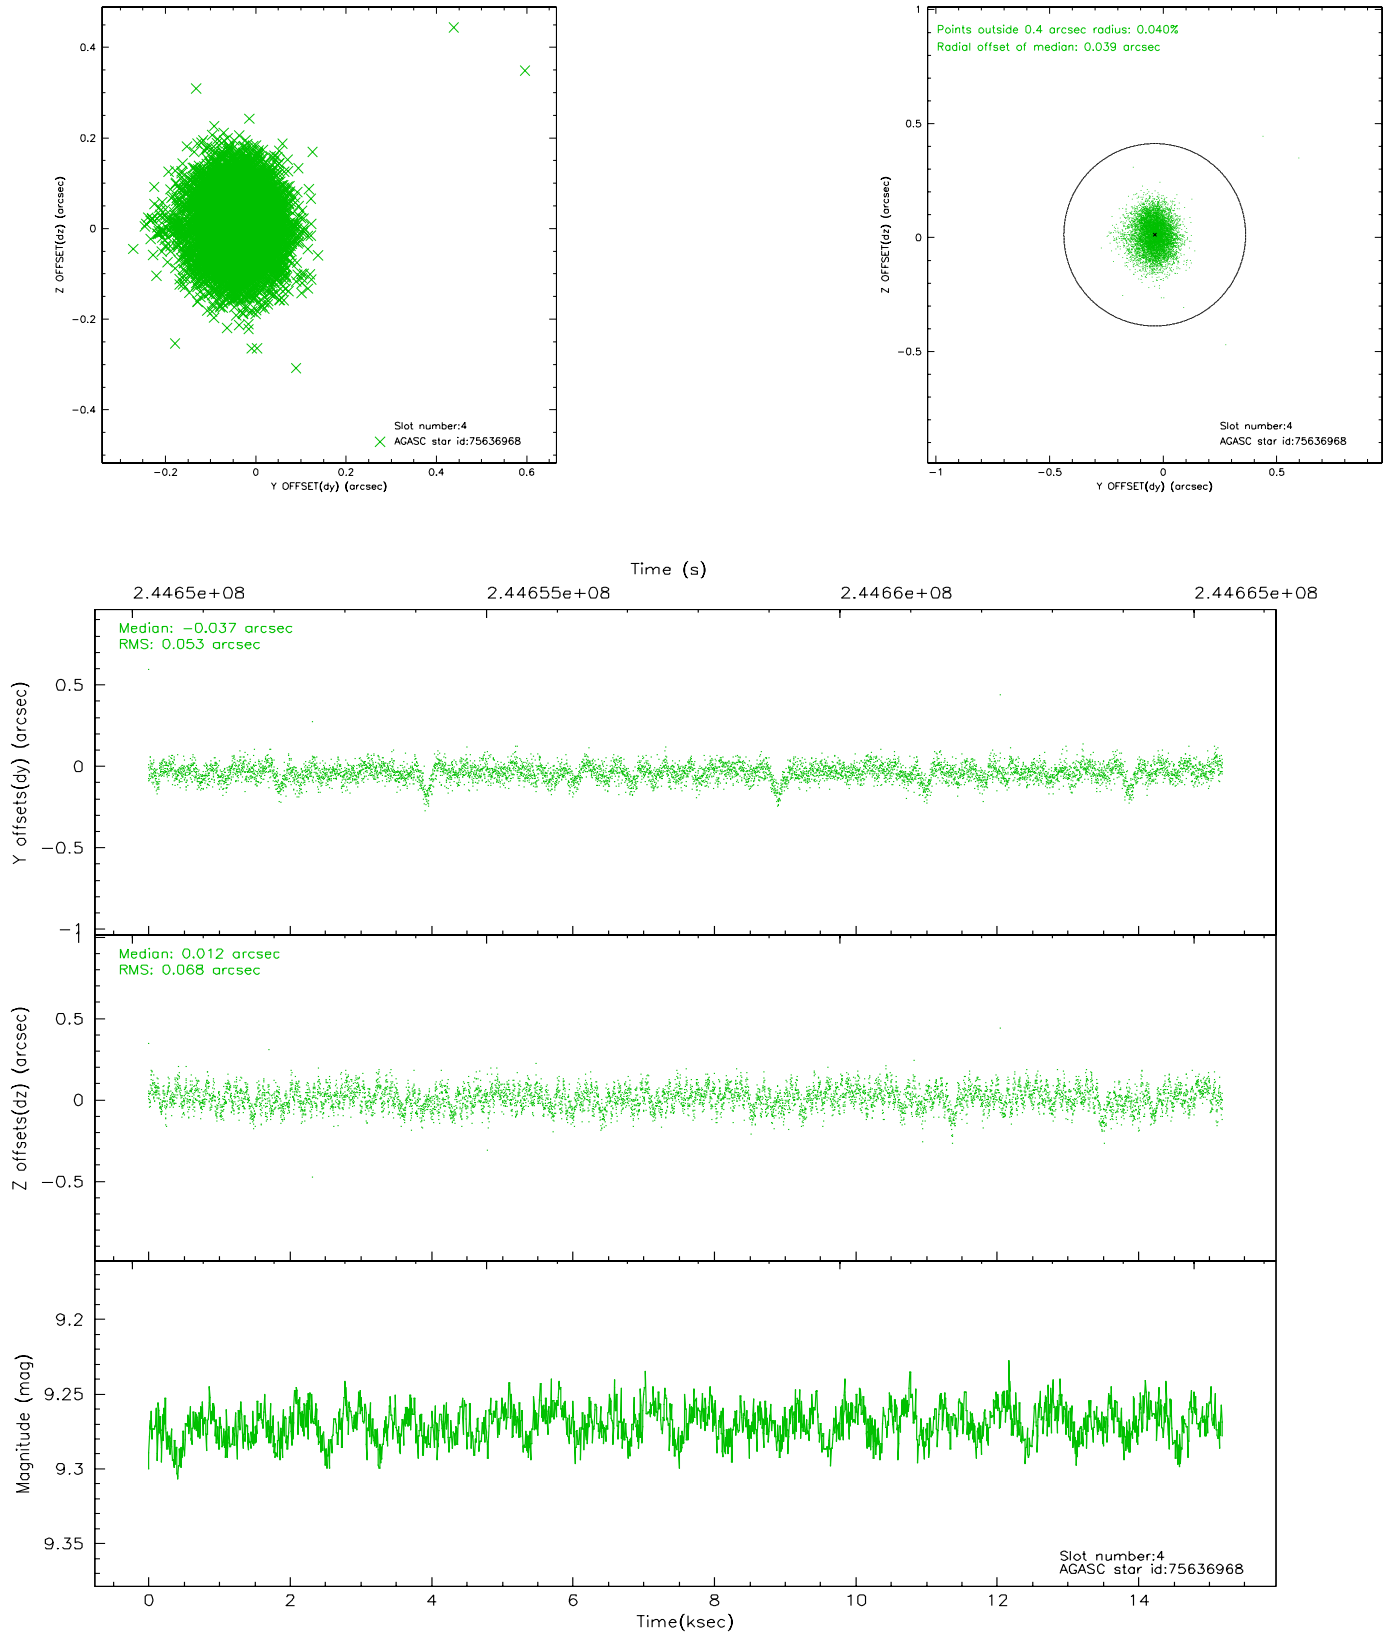 0.4
0.2
0
−0.2
−0.4
Z OFFSET(dz) (arcsec)
Slot number:4
AGASC star id:75636968
−0.2 0 0.2 0.4 0.6
Y OFFSET(dy) (arcsec)
1
0.5
0
−0.5
Z OFFSET(dz) (arcsec)
Points outside 0.4 arcsec radius: 0.040%
Radial offset of median: 0.039 arcsec
Slot number:4
AGASC star id:75636968
−1 −0.5 0 0.5
Y OFFSET(dy) (arcsec)
Time (s)
2.4465e+08 2.44655e+08 2.4466e+08 2.44665e+08
Median: −0.037 arcsec
RMS: 0.053 arcsec
0.5
0
−0.5
−1
Y offsets(dy) (arcsec)
1
Median: 0.012 arcsec
RMS: 0.068 arcsec
0.5
0
−0.5
Z offsets(dz) (arcsec)
9.2
9.25
9.3
9.35
Magnitude (mag)
Slot number:4
AGASC star id:75636968
0 2 4 6 8 10 12 14
Time(ksec)